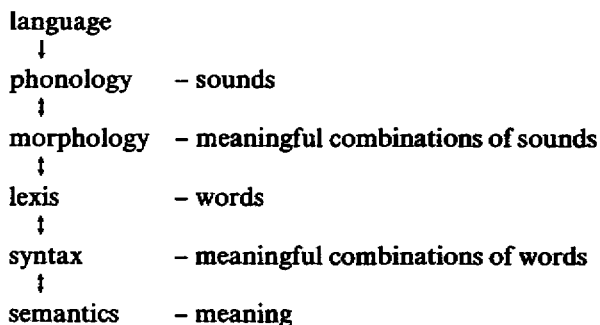 language
↓
phonology – sounds
↕
morphology – meaningful combinations of sounds
↕
lexis – words
↕
syntax – meaningful combinations of words
↕
semantics – meaning